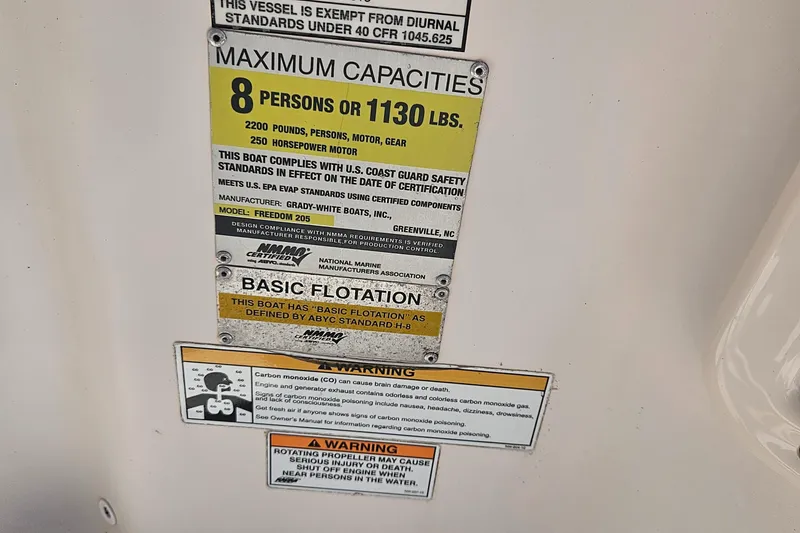 THIS VESSEL IS EXEMPT FROM DIURNAL
STANDARDS UNDER 40 CFR 1045.625
MAXIMUM CAPACITIES
8 PERSONS OR 1130 LBS.
2200 POUNDS, PERSONS, MOTOR, GEAR
250 HORSEPOWER MOTOR
THIS BOAT COMPLIES WITH U.S. COAST GUARD SAFETY
STANDARDS IN EFFECT ON THE DATE OF CERTIFICATION
MEETS U.S. EPA EVAP STANDARDS USING CERTIFIED COMPONENTS
MANUFACTURER: GRADY-WHITE BOATS, INC.,
GREENVILLE, NC
MODEL: FREEDOM 205
DESIGN COMPLIANCE WITH NMMA REQUIREMENTS IS VERIFIED.
MANUFACTURER RESPONSIBLE FOR PRODUCTION CONTROL.
NMMA
CERTIFIED
using ABYC standards
NATIONAL MARINE
MANUFACTURERS ASSOCIATION
BASIC FLOTATION
THIS BOAT HAS "BASIC FLOTATION" AS
DEFINED BY ABYC STANDARD H-8
NMMA
CERTIFIED
WARNING
Carbon monoxide (CO) can cause brain damage or death.
Engine and generator exhaust contains odorless and colorless carbon monoxide gas.
Signs of carbon monoxide poisoning include nausea, headache, dizziness, drowsiness,
and lack of consciousness.
Get fresh air if anyone shows signs of carbon monoxide poisoning.
See Owner's Manual for information regarding carbon monoxide poisoning.
WARNING
ROTATING PROPELLER MAY CAUSE
SERIOUS INJURY OR DEATH.
SHUT OFF ENGINE WHEN
NEAR PERSONS IN THE WATER.
NMMA